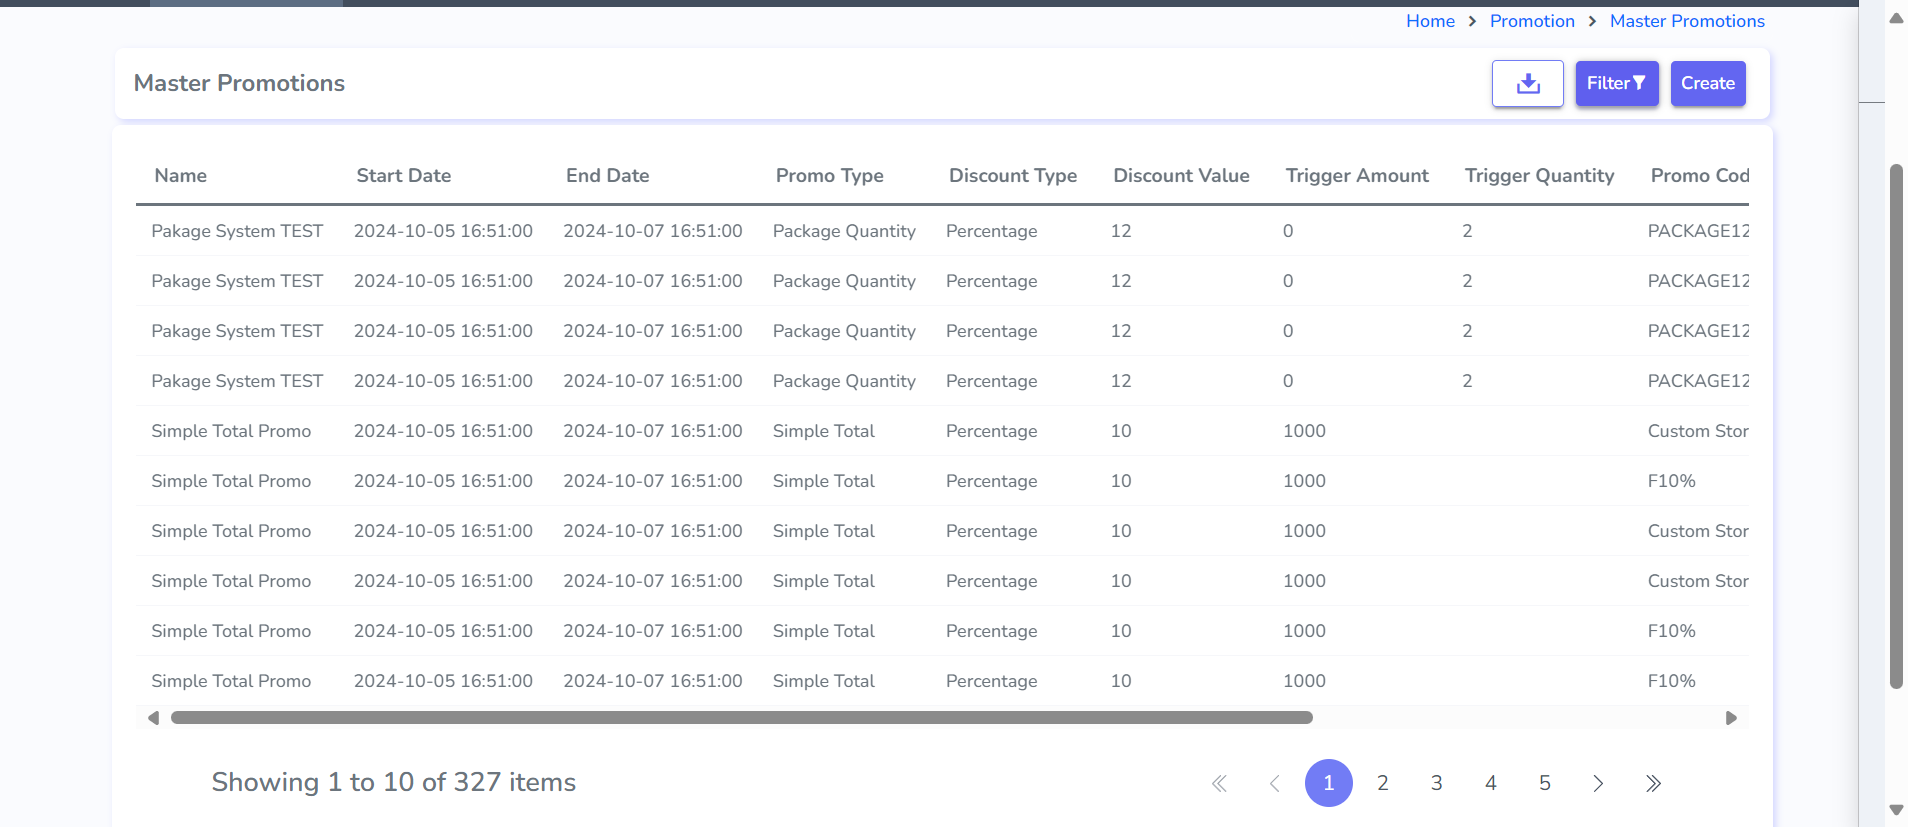 Home > Promotion > Master Promotions
Master Promotions
Filter
Create
Name Start Date End Date Promo Type Discount Type Discount Value Trigger Amount Trigger Quantity Promo Cod
Pakage System TEST 2024-10-05 16:51:00 2024-10-07 16:51:00 Package Quantity Percentage 12 0 2 PACKAGE12
Pakage System TEST 2024-10-05 16:51:00 2024-10-07 16:51:00 Package Quantity Percentage 12 0 2 PACKAGE12
Pakage System TEST 2024-10-05 16:51:00 2024-10-07 16:51:00 Package Quantity Percentage 12 0 2 PACKAGE12
Pakage System TEST 2024-10-05 16:51:00 2024-10-07 16:51:00 Package Quantity Percentage 12 0 2 PACKAGE12
Simple Total Promo 2024-10-05 16:51:00 2024-10-07 16:51:00 Simple Total Percentage 10 1000 Custom Stor
Simple Total Promo 2024-10-05 16:51:00 2024-10-07 16:51:00 Simple Total Percentage 10 1000 F10%
Simple Total Promo 2024-10-05 16:51:00 2024-10-07 16:51:00 Simple Total Percentage 10 1000 Custom Stor
Simple Total Promo 2024-10-05 16:51:00 2024-10-07 16:51:00 Simple Total Percentage 10 1000 Custom Stor
Simple Total Promo 2024-10-05 16:51:00 2024-10-07 16:51:00 Simple Total Percentage 10 1000 F10%
Simple Total Promo 2024-10-05 16:51:00 2024-10-07 16:51:00 Simple Total Percentage 10 1000 F10%
Showing 1 to 10 of 327 items
« < 1 2 3 4 5 > »